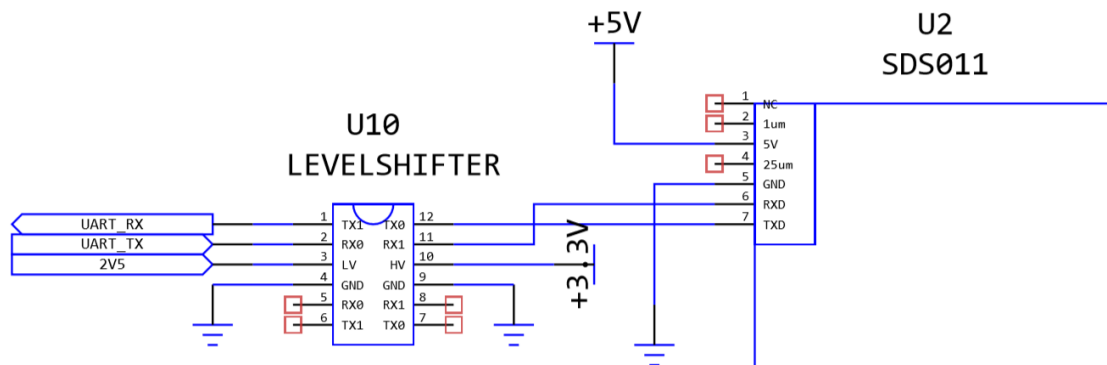 +5V
U2
SDS011
1 NC
2 1um
3 5V
4 25um
5 GND
6 RXD
7 TXD
U10
LEVELSHIFTER
UART_RX 1 TX1 TX0 12
UART_TX 2 RX0 RX1 11
2V5 3 LV HV 10
4 GND GND 9
5 RX0 RX1 8
6 TX1 TX0 7
+3.3V